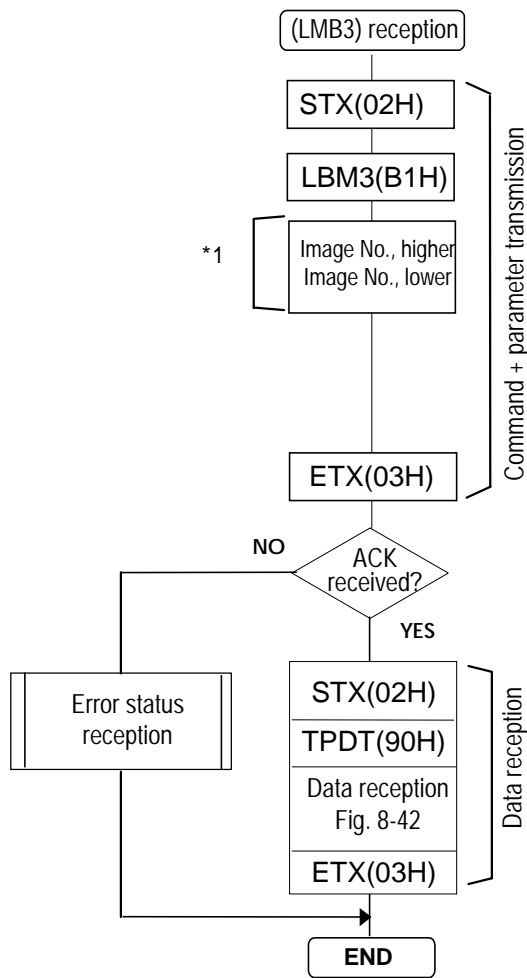 (LMB3) reception
STX(02H)
LBM3(B1H)
*1
Image No., higher
Image No., lower
Command + parameter transmission
ETX(03H)
NO
ACK
received?
YES
Error status
reception
STX(02H)
TPDT(90H)
Data reception
Fig. 8-42
ETX(03H)
Data reception
END